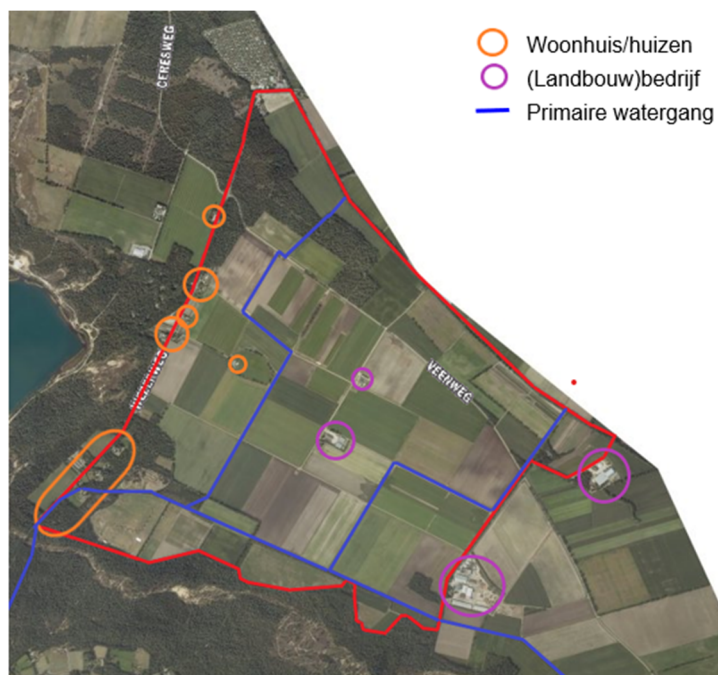 Woonhuis/huizen
(Landbouw)bedrijf
Primaire watergang
CERESWEG
VEENWEG